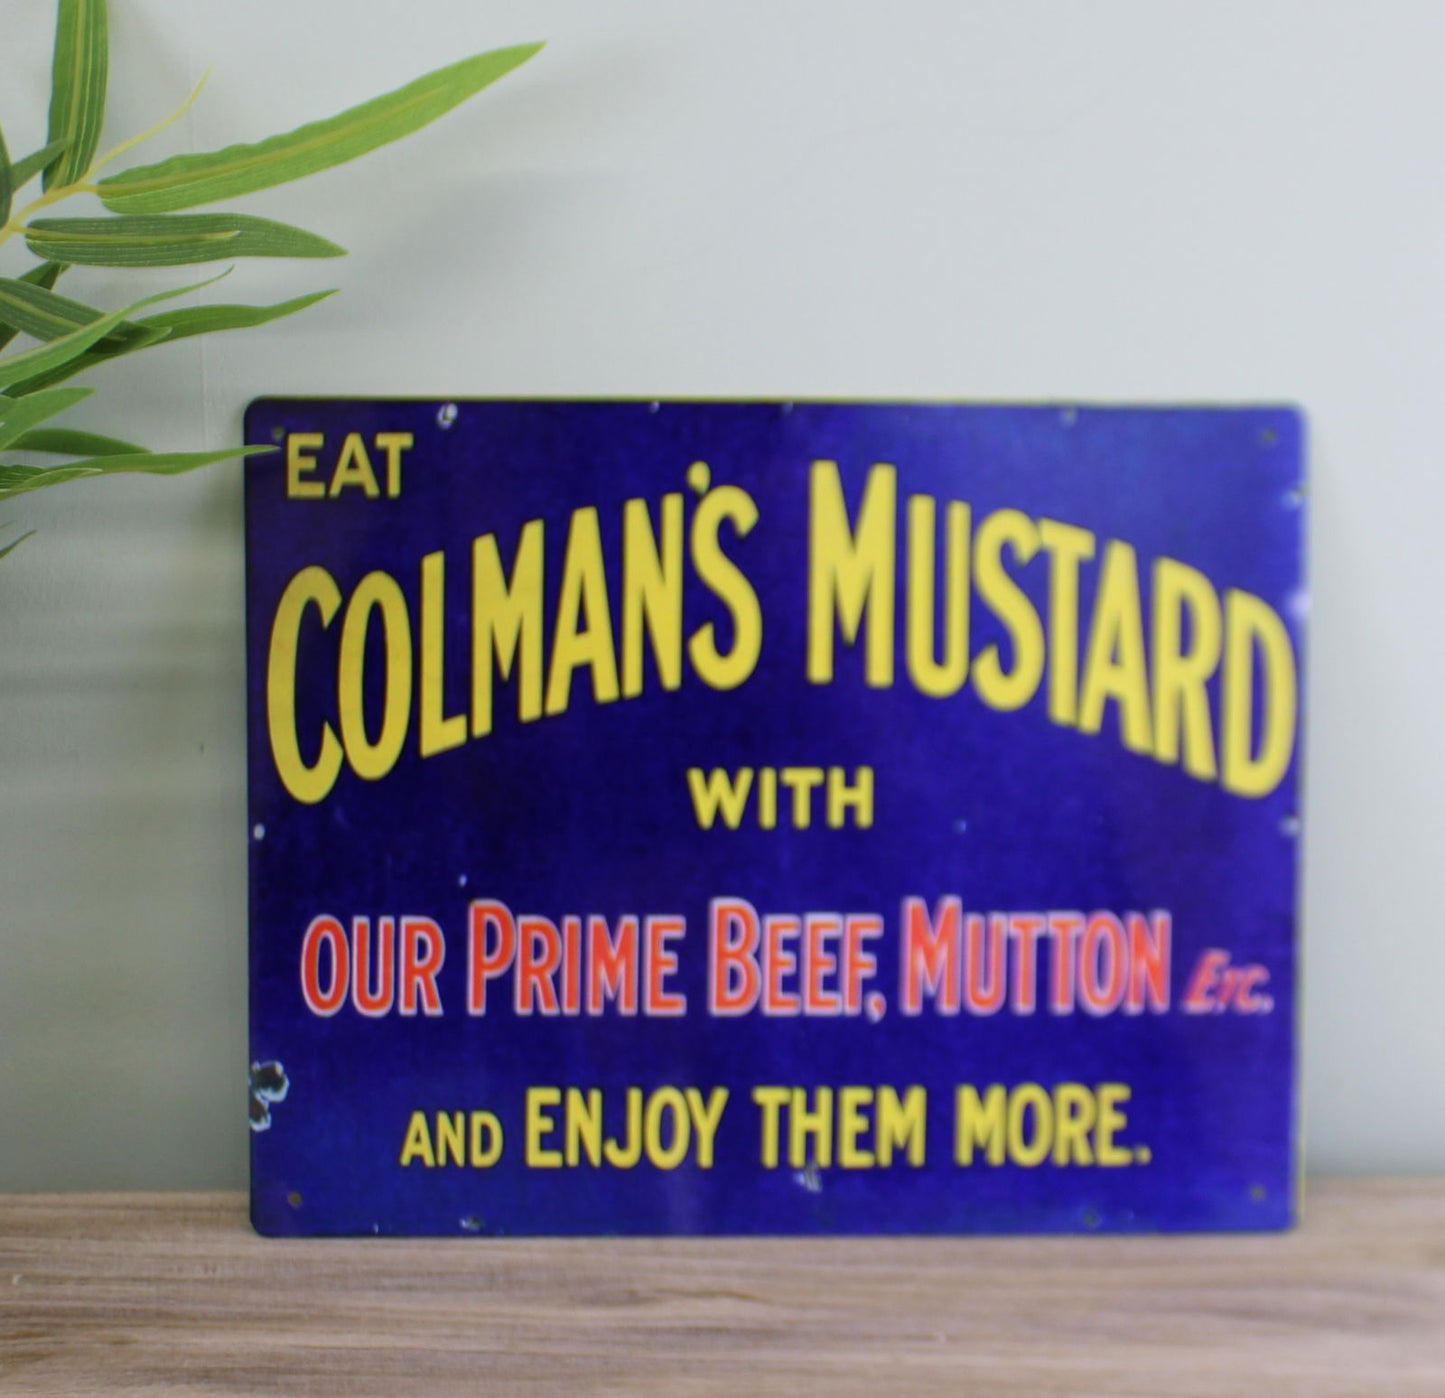 EAT
COLMAN'S MUSTARD
WITH
OUR PRIME BEEF, MUTTON ETC.
AND ENJOY THEM MORE.